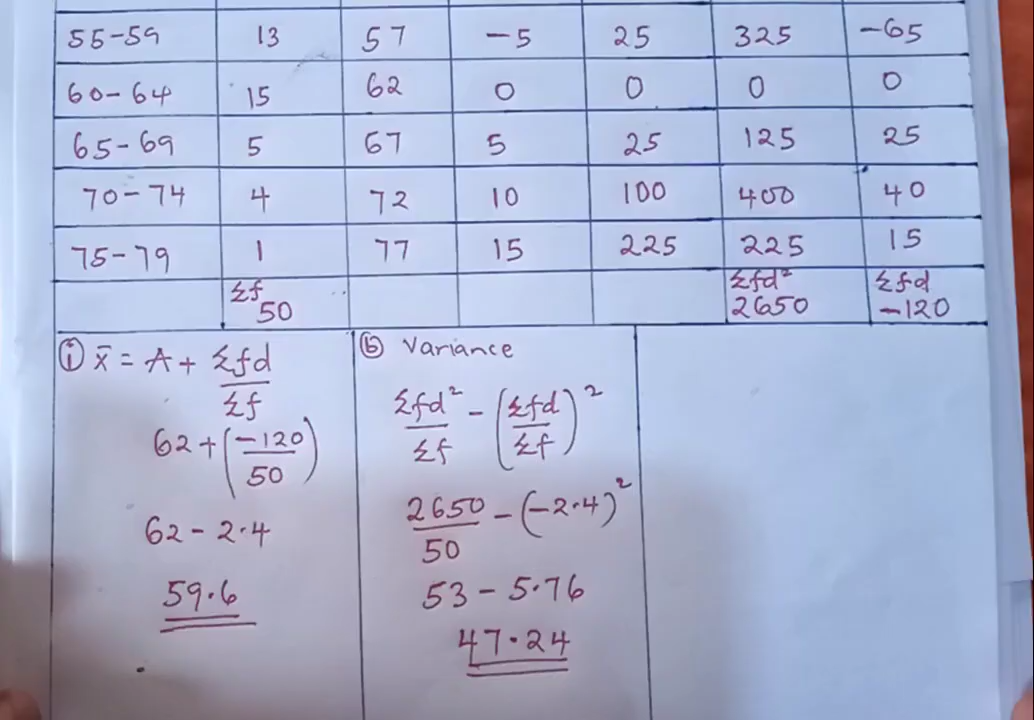 55-59 13 57 -5 25 325 -65
60-64 15 62 0 0 0 0
65-69 5 67 5 25 125 25
70-74 4 72 10 100 400 40
75-79 1 77 15 225 225 15
Σf 50 Σfd² 2650 Σfd -120
(i) x̄ = A + Σfd/Σf
62 + (-120/50)
62 - 2.4
59.6
(b) Variance
Σfd²/Σf - (Σfd/Σf)²
2650/50 - (-2.4)²
53 - 5.76
47.24